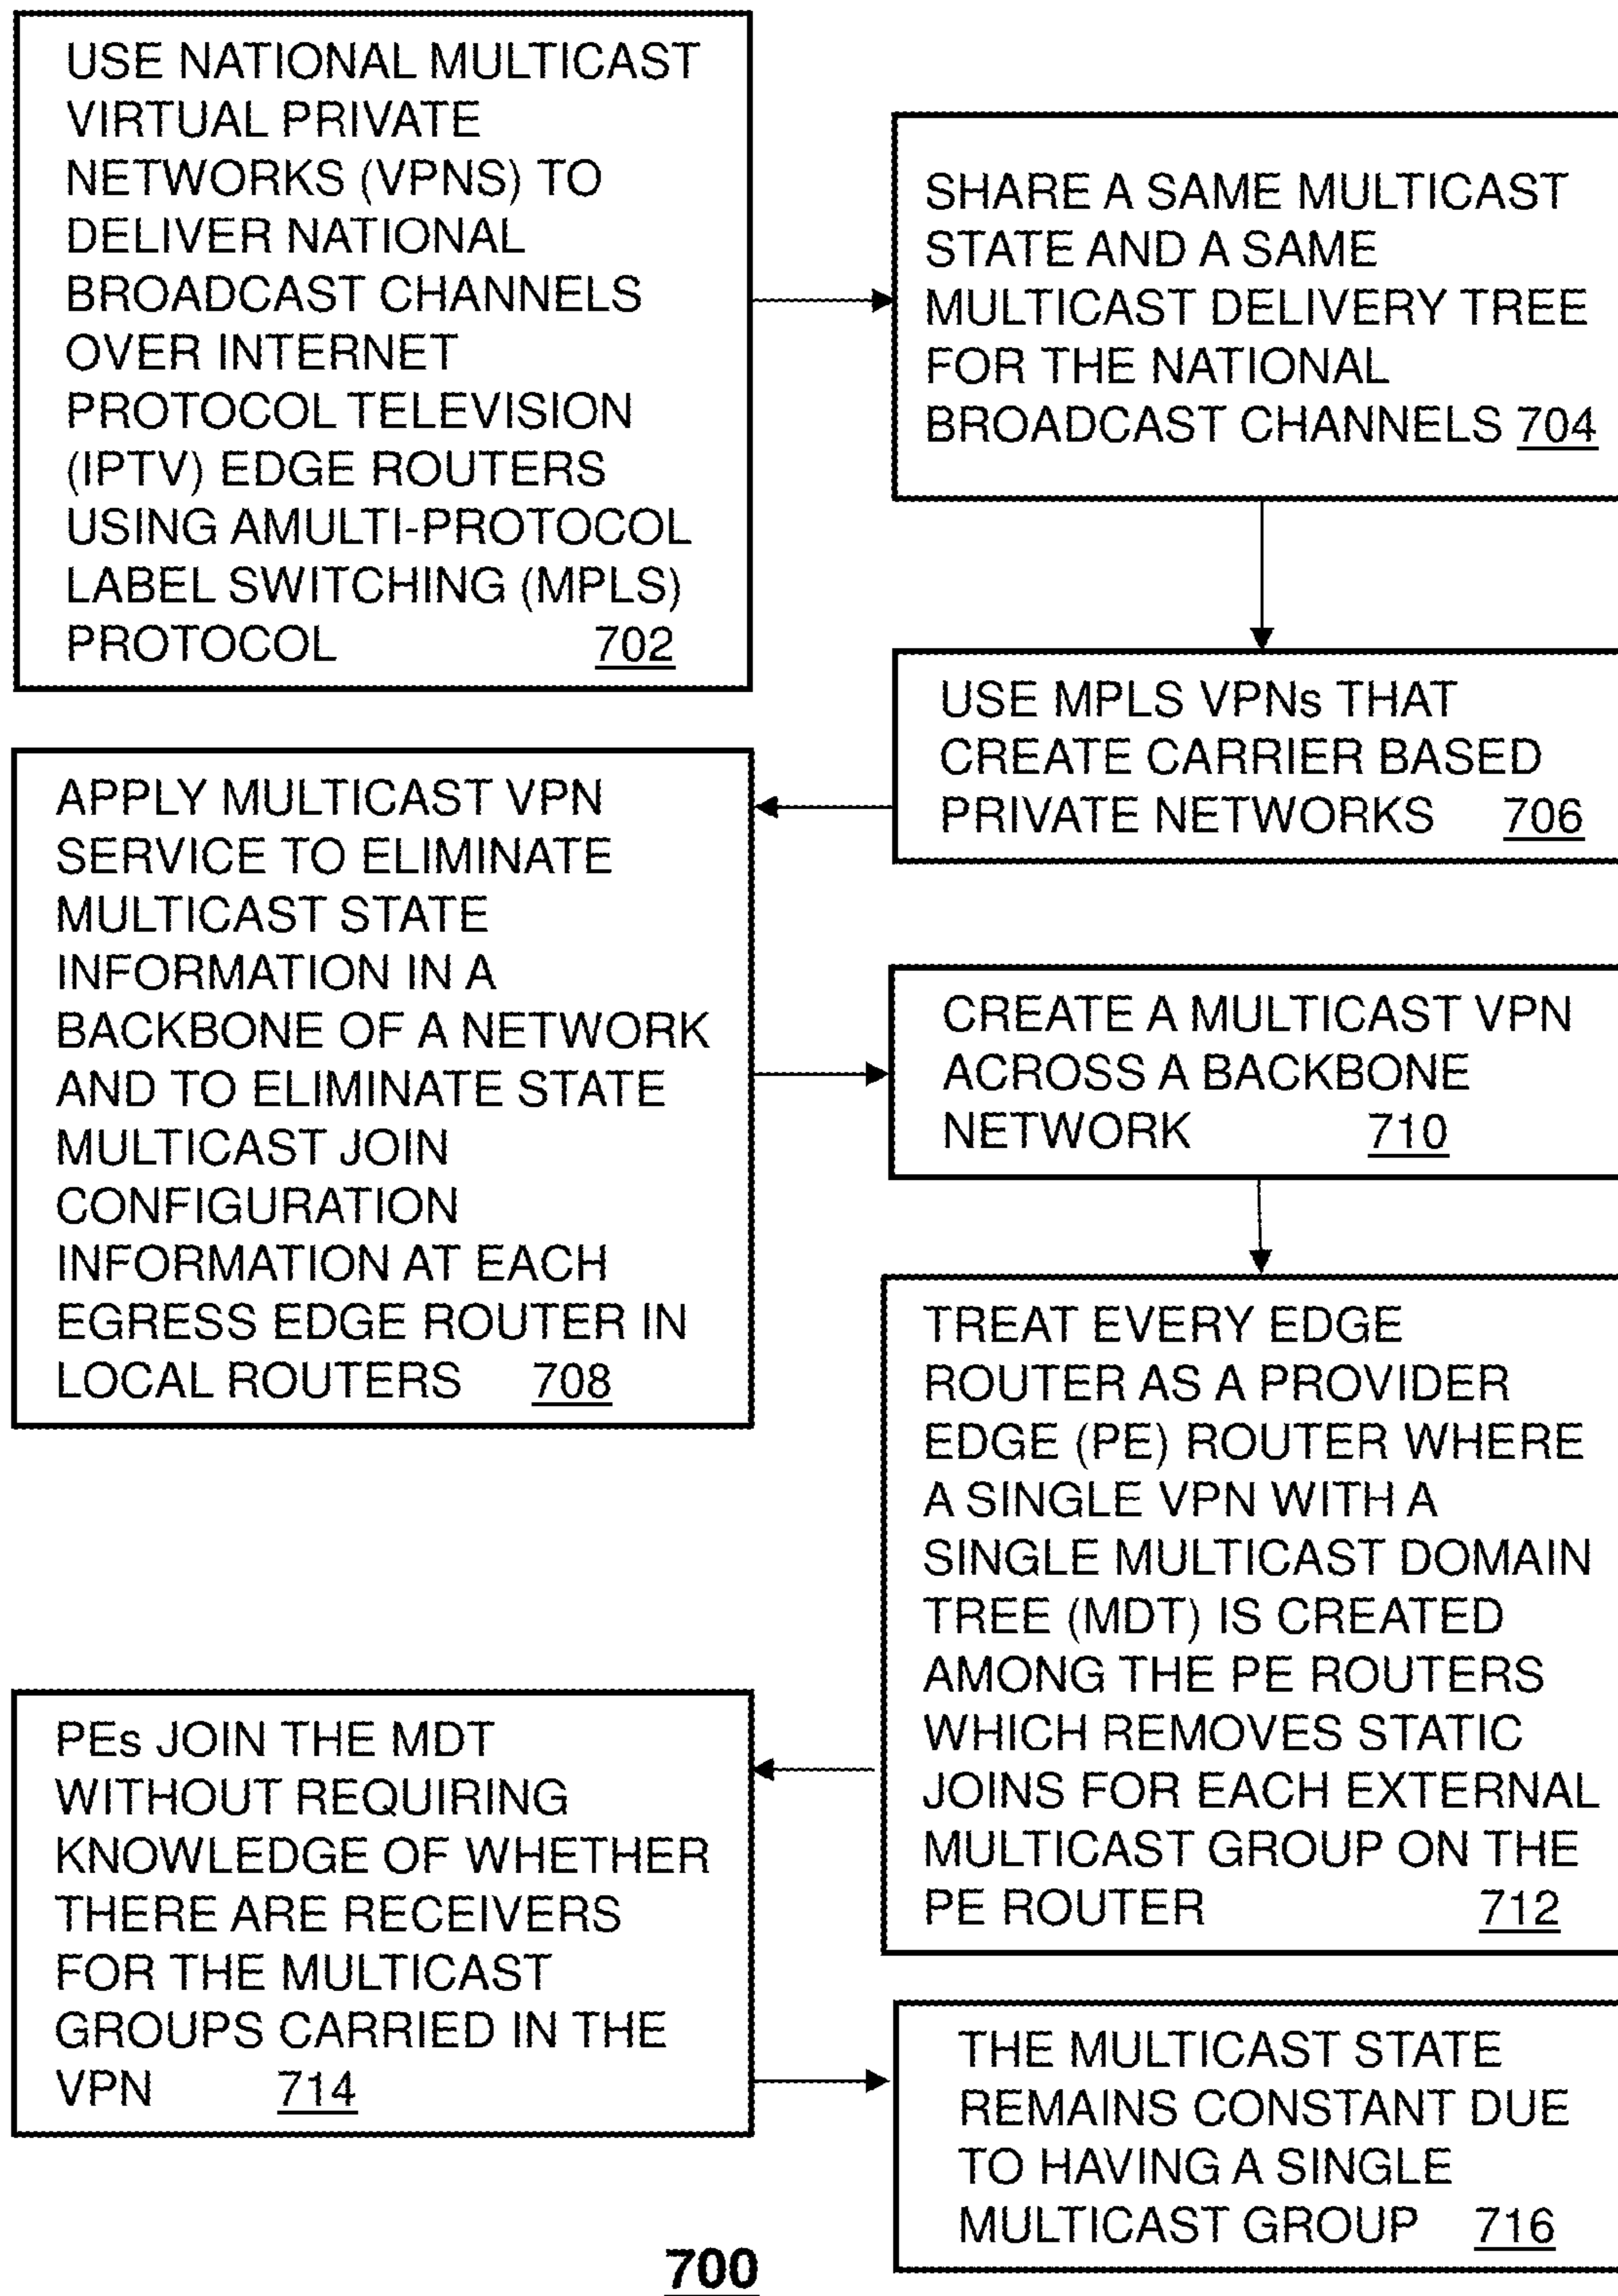 USE NATIONAL MULTICAST
VIRTUAL PRIVATE
NETWORKS (VPNS) TO
DELIVER NATIONAL
BROADCAST CHANNELS
OVER INTERNET
PROTOCOL TELEVISION
(IPTV) EDGE ROUTERS
USING AMULTI-PROTOCOL
LABEL SWITCHING (MPLS)
PROTOCOL 702
SHARE A SAME MULTICAST
STATE AND A SAME
MULTICAST DELIVERY TREE
FOR THE NATIONAL
BROADCAST CHANNELS 704
USE MPLS VPNs THAT
CREATE CARRIER BASED
PRIVATE NETWORKS 706
APPLY MULTICAST VPN
SERVICE TO ELIMINATE
MULTICAST STATE
INFORMATION IN A
BACKBONE OF A NETWORK
AND TO ELIMINATE STATE
MULTICAST JOIN
CONFIGURATION
INFORMATION AT EACH
EGRESS EDGE ROUTER IN
LOCAL ROUTERS 708
CREATE A MULTICAST VPN
ACROSS A BACKBONE
NETWORK 710
TREAT EVERY EDGE
ROUTER AS A PROVIDER
EDGE (PE) ROUTER WHERE
A SINGLE VPN WITH A
SINGLE MULTICAST DOMAIN
TREE (MDT) IS CREATED
AMONG THE PE ROUTERS
WHICH REMOVES STATIC
JOINS FOR EACH EXTERNAL
MULTICAST GROUP ON THE
PE ROUTER 712
PEs JOIN THE MDT
WITHOUT REQUIRING
KNOWLEDGE OF WHETHER
THERE ARE RECEIVERS
FOR THE MULTICAST
GROUPS CARRIED IN THE
VPN 714
THE MULTICAST STATE
REMAINS CONSTANT DUE
TO HAVING A SINGLE
MULTICAST GROUP 716
700